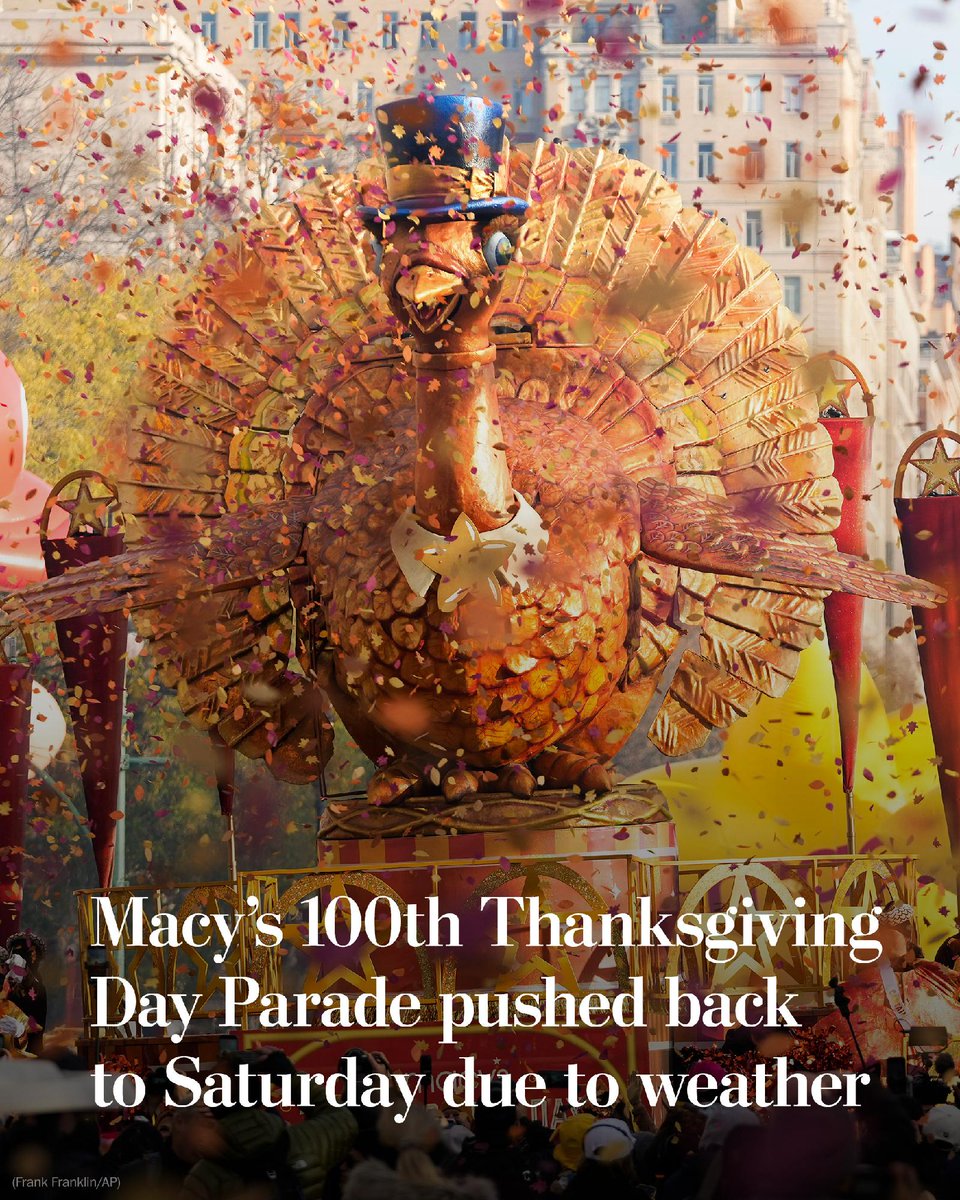 Macy’s 100th Thanksgiving
Day Parade pushed back
to Saturday due to weather
(Frank Franklin/AP)